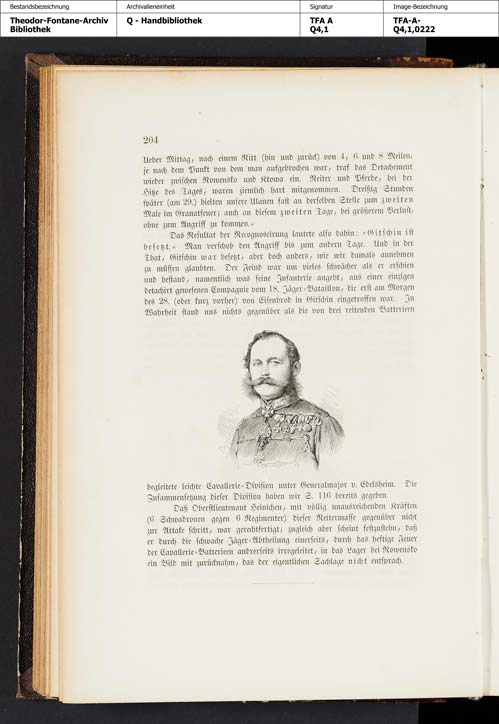 Bestandsbezeichnung Archivalieneinheit Signatur Image-Bezeichnung
Theodor-Fontane-Archiv Q - Handbibliothek TFA A TFA-A-
Bibliothek Q4,1 Q4,1,0222
204
Ueber Mittag, nach einem Ritt (hin und zurück) von 4, 6 und 8 Meilen,
je nach dem Punkt von dem man aufgebrochen war, traf das Detachement
wieder zwischen Rowensko und Ktowa ein. Reiter und Pferde, bei der
Hitze des Tages, waren ziemlich hart mitgenommen. Dreißig Stunden
später (am 29.) hielten unsre Ulanen fast an derselben Stelle zum zweiten
Male im Granatfeuer, auch an diesem zweiten Tage, bei größerem Verlust,
ohne zum Angriff zu kommen.
Das Resultat der Recognoscirung lautete also dahin: »Gitschin ist
besetzt.« Man verschob den Angriff bis zum andern Tage. Und in der
That, Gitschin war besetzt, aber doch anders, wie wir damals annehmen
zu müssen glaubten. Der Feind war um vieles schwächer als er erschien
und bestand, namentlich was seine Infanterie angeht, aus einer einzigen
detachirt gewesenen Compagnie vom 18. Jäger-Bataillon, die erst am Morgen
des 28. (oder kurz vorher) von Eisenbrod in Gitschin eingetroffen war. In
Wahrheit stand uns nichts gegenüber als die von drei reitenden Batterieen
begleitete leichte Cavallerie-Division unter Generalmajor v. Edelsheim. Die
Zusammensetzung dieser Division haben wir S. 116 bereits gegeben.
Daß Oberstlieutenant Heinichen, mit völlig unausreichenden Kräften
(6 Schwadronen gegen 6 Regimenter) dieser Reitermasse gegenüber nicht
zur Attake schritt, war gerechtfertigt; zugleich aber scheint festzustehn, daß
er durch die schwache Jäger-Abtheilung einerseits, durch das heftige Feuer
der Cavallerie-Batterieen andrerseits irregeleitet, in das Lager bei Rowensko
ein Bild mit zurücknahm, das der eigentlichen Sachlage nicht entsprach.